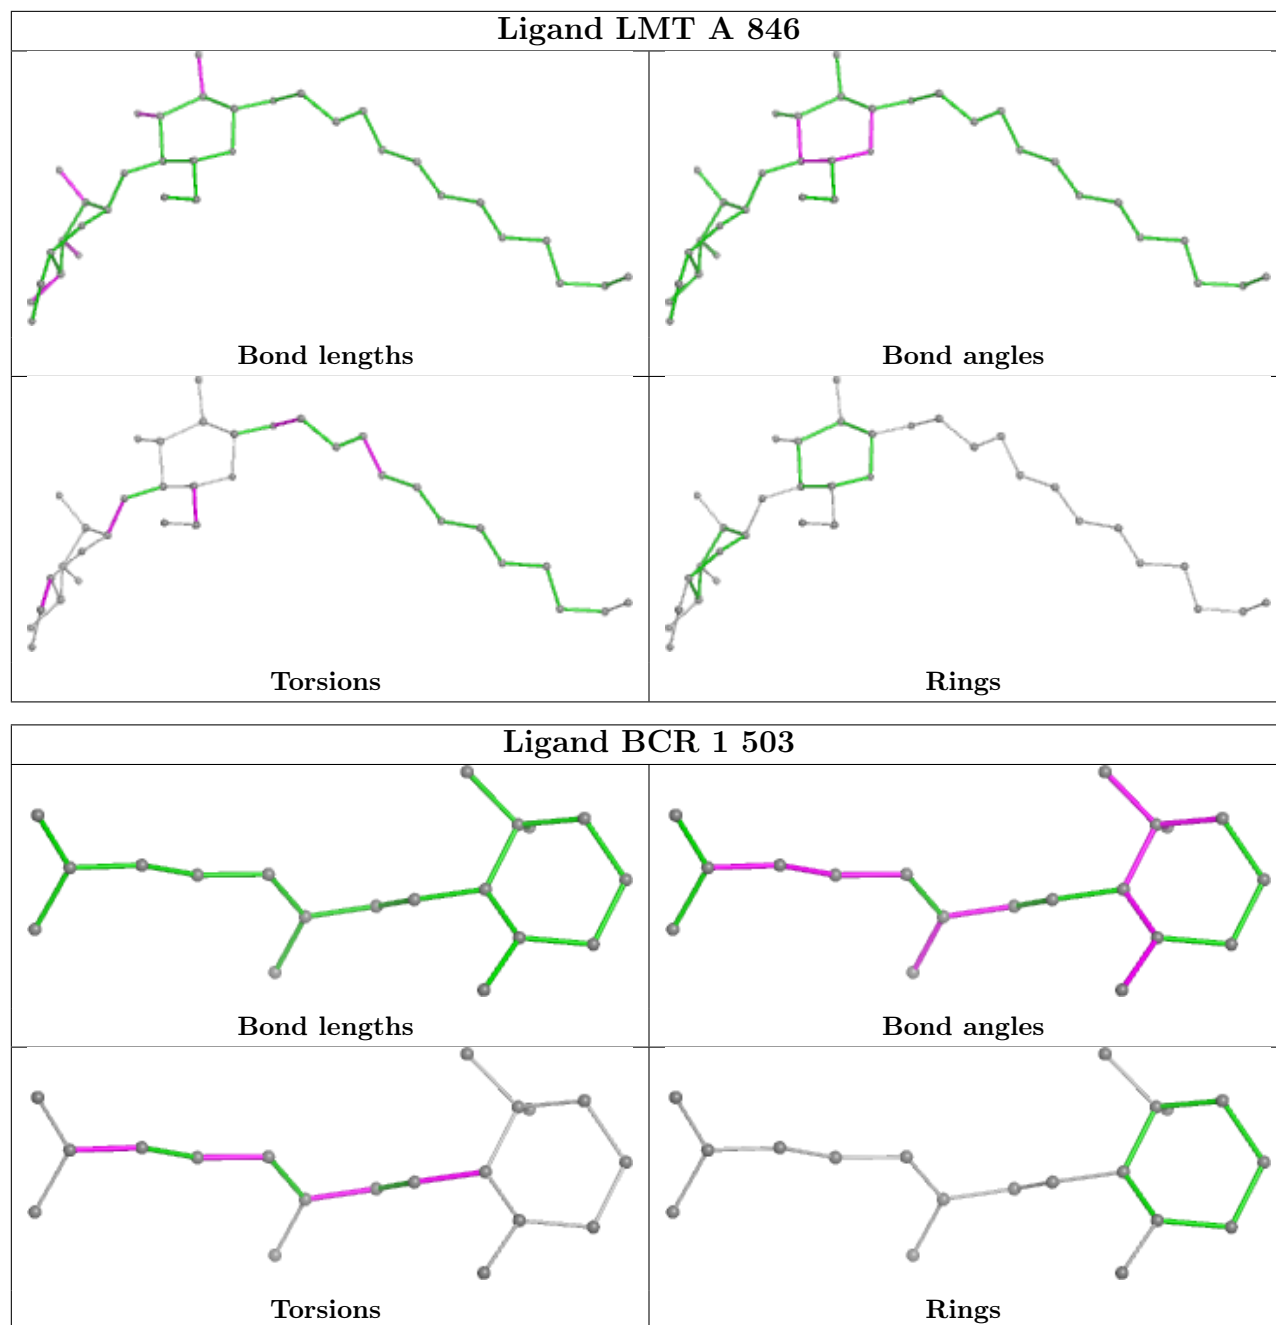 Ligand LMT A 846
Bond lengths
Bond angles
Torsions
Rings
Ligand BCR 1 503
Bond lengths
Bond angles
Torsions
Rings